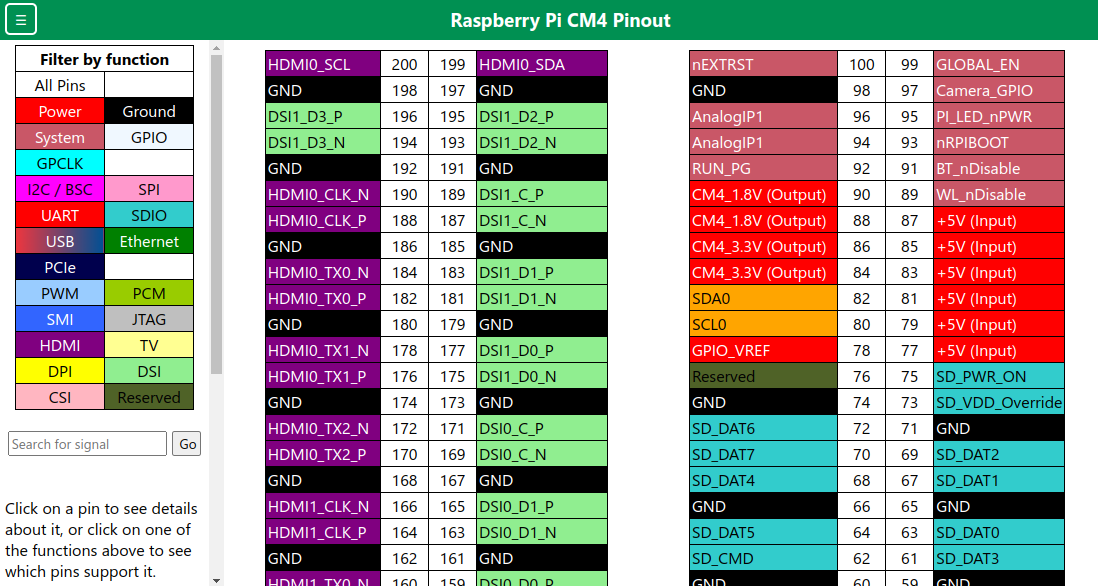 ☰
Raspberry Pi CM4 Pinout
Filter by function
All Pins
Power Ground
System GPIO
GPCLK
I2C / BSC SPI
UART SDIO
USB Ethernet
PCIe
PWM PCM
SMI JTAG
HDMI TV
DPI DSI
CSI Reserved
Search for signal Go
Click on a pin to see details
about it, or click on one of
the functions above to see
which pins support it.
HDMI0_SCL 200 199 HDMI0_SDA
GND 198 197 GND
DSI1_D3_P 196 195 DSI1_D2_P
DSI1_D3_N 194 193 DSI1_D2_N
GND 192 191 GND
HDMI0_CLK_N 190 189 DSI1_C_P
HDMI0_CLK_P 188 187 DSI1_C_N
GND 186 185 GND
HDMI0_TX0_N 184 183 DSI1_D1_P
HDMI0_TX0_P 182 181 DSI1_D1_N
GND 180 179 GND
HDMI0_TX1_N 178 177 DSI1_D0_P
HDMI0_TX1_P 176 175 DSI1_D0_N
GND 174 173 GND
HDMI0_TX2_N 172 171 DSI0_C_P
HDMI0_TX2_P 170 169 DSI0_C_N
GND 168 167 GND
HDMI1_CLK_N 166 165 DSI0_D1_P
HDMI1_CLK_P 164 163 DSI0_D1_N
GND 162 161 GND
HDMI1_TX0_N 160 159 DSI0_D0_P
nEXTRST 100 99 GLOBAL_EN
GND 98 97 Camera_GPIO
AnalogIP1 96 95 PI_LED_nPWR
AnalogIP1 94 93 nRPIBOOT
RUN_PG 92 91 BT_nDisable
CM4_1.8V (Output) 90 89 WL_nDisable
CM4_1.8V (Output) 88 87 +5V (Input)
CM4_3.3V (Output) 86 85 +5V (Input)
CM4_3.3V (Output) 84 83 +5V (Input)
SDA0 82 81 +5V (Input)
SCL0 80 79 +5V (Input)
GPIO_VREF 78 77 +5V (Input)
Reserved 76 75 SD_PWR_ON
GND 74 73 SD_VDD_Override
SD_DAT6 72 71 GND
SD_DAT7 70 69 SD_DAT2
SD_DAT4 68 67 SD_DAT1
GND 66 65 GND
SD_DAT5 64 63 SD_DAT0
SD_CMD 62 61 SD_DAT3
GND 60 59 GND